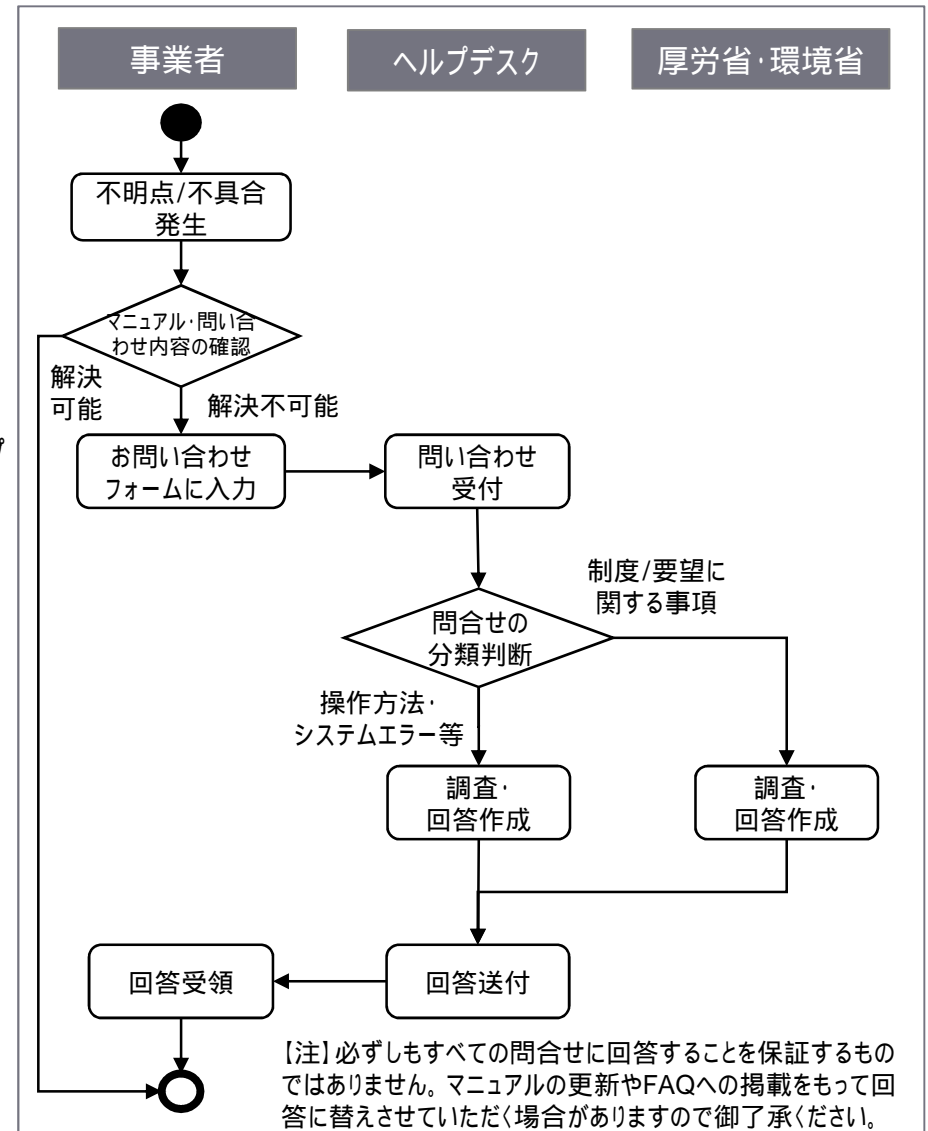 事業者
ヘルプデスク
厚労省・環境省
不明点/不具合
発生
マニュアル・問い合
わせ内容の確認
解決
可能
解決不可能
プ
お問い合わせ
フォームに入力
問い合わせ
受付
制度/要望に
関する事項
問合せの
分類判断
操作方法・
システムエラー等
調査・
回答作成
調査・
回答作成
回答受領
回答送付
【注】必ずしもすべての問合せに回答することを保証するもの
ではありません。マニュアルの更新やFAQへの掲載をもって回
答に替えさせていただく場合がありますので御了承ください。